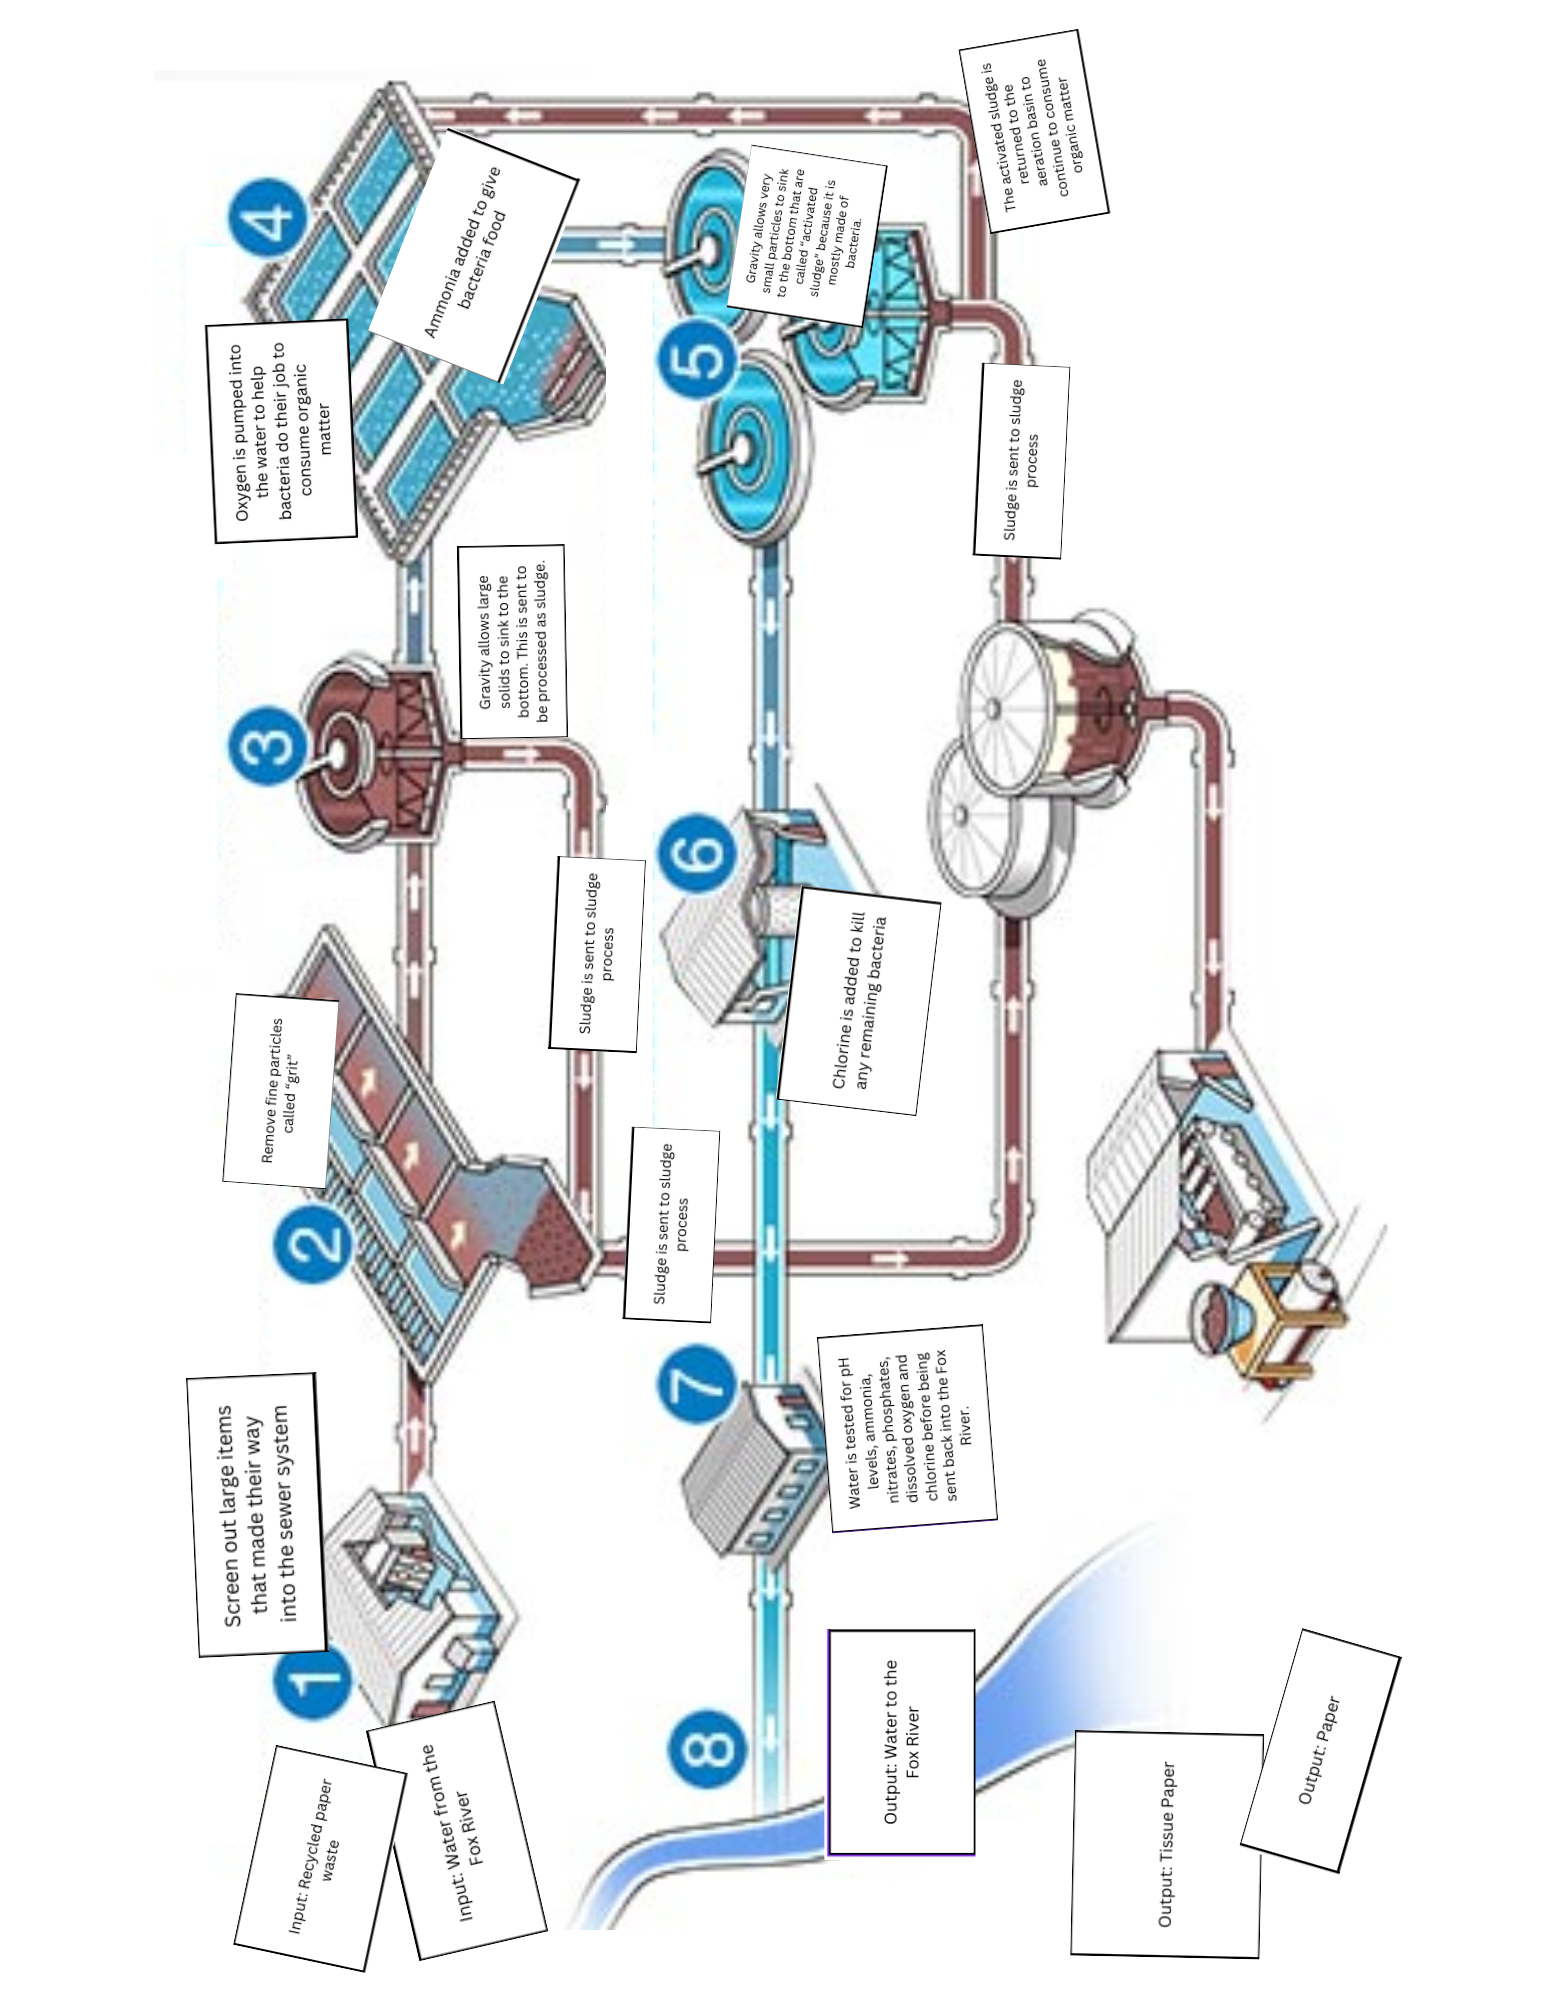 1
Screen out large items
that made their way
into the sewer system
Input: Recycled paper
waste
Input: Water from the
Fox River
2
Remove fine particles
called “grit”
Sludge is sent to sludge
process
3
Gravity allows large
solids to sink to the
bottom. This is sent to
be processed as sludge.
Sludge is sent to sludge
process
4
Oxygen is pumped into
the water to help
bacteria do their job to
consume organic
matter
Ammonia added to give
bacteria food
5
Gravity allows very
small particles to sink
to the bottom that are
called “activated
sludge” because it is
mostly made of
bacteria.
The activated sludge is
returned to the
aeration basin to
continue to consume
organic matter
Sludge is sent to sludge
process
6
Chlorine is added to kill
any remaining bacteria
7
Water is tested for pH
levels, ammonia,
nitrates, phosphates,
dissolved oxygen and
chlorine before being
sent back into the Fox
River.
8
Output: Water to the
Fox River
Output: Tissue Paper
Output: Paper